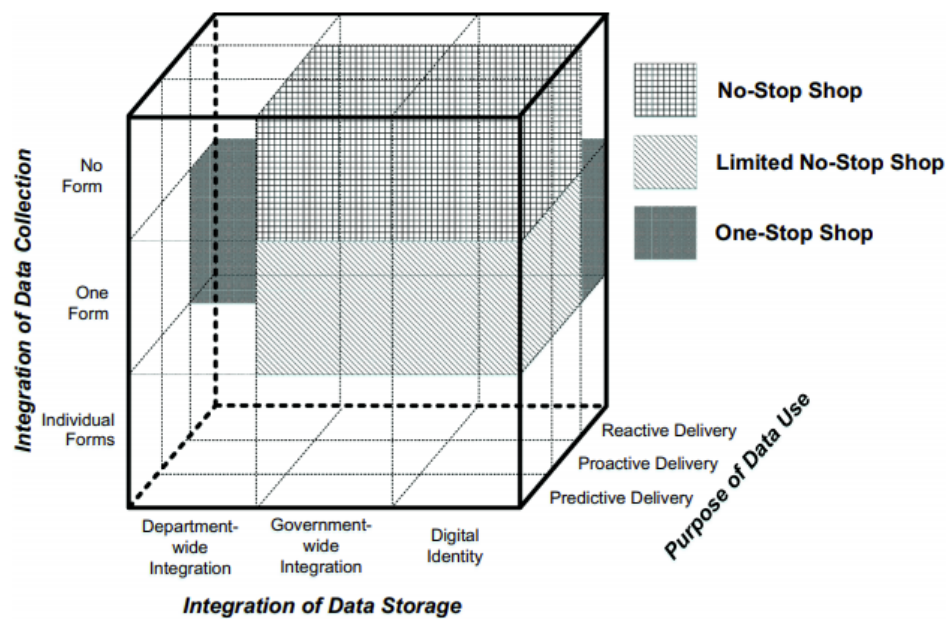 No-Stop Shop
Limited No-Stop Shop
One-Stop Shop
Integration of Data Collection
No
Form
One
Form
Individual
Forms
Reactive Delivery
Proactive Delivery
Predictive Delivery
Purpose of Data Use
Department-
wide
Integration
Government-
wide
Integration
Digital
Identity
Integration of Data Storage